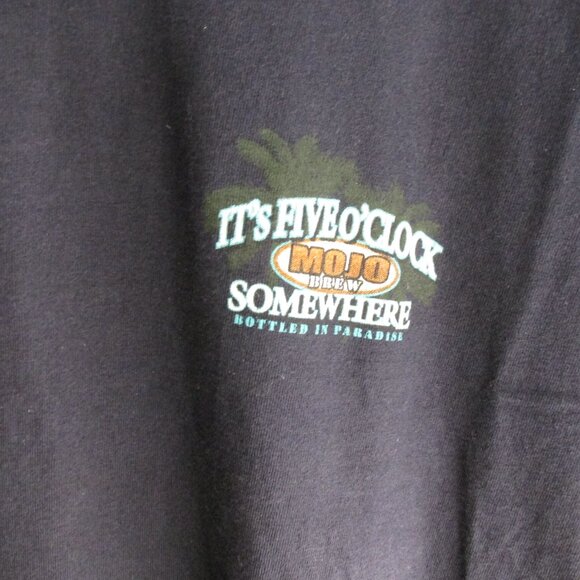 IT'S FIVE O'CLOCK
MOJO
BREW
SOMEWHERE
BOTTLED IN PARADISE